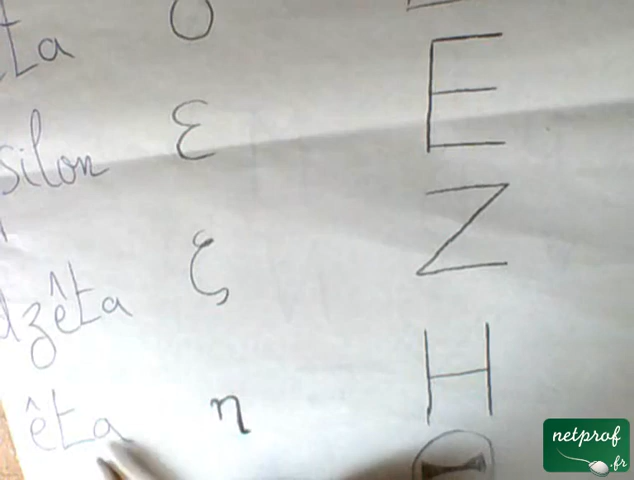 ta δ
silon ε E
dzêta ζ Z
êta η H
netprof
.fr